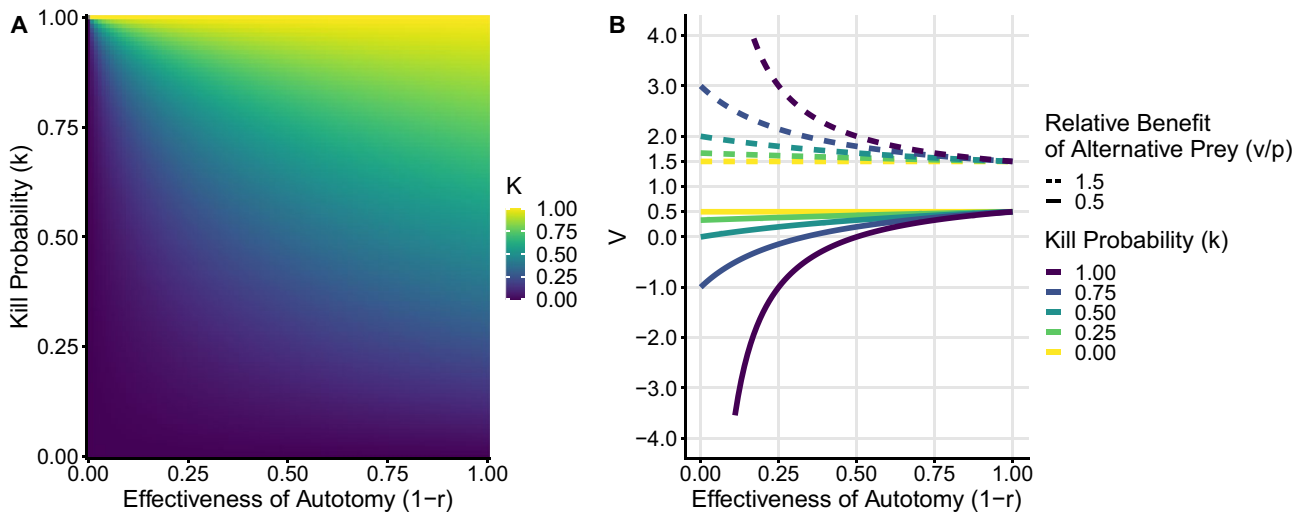 A
1.00
0.75
0.50
0.25
0.00
Kill Probability (k)
0.00 0.25 0.50 0.75 1.00
Effectiveness of Autotomy (1−r)
K
1.00
0.75
0.50
0.25
0.00
B
4.0
3.0
2.0
1.5
1.0
0.5
0.0
−1.0
−2.0
−3.0
−4.0
V
0.00 0.25 0.50 0.75 1.00
Effectiveness of Autotomy (1−r)
Relative Benefit
of Alternative Prey (v/p)
1.5
0.5
Kill Probability (k)
1.00
0.75
0.50
0.25
0.00